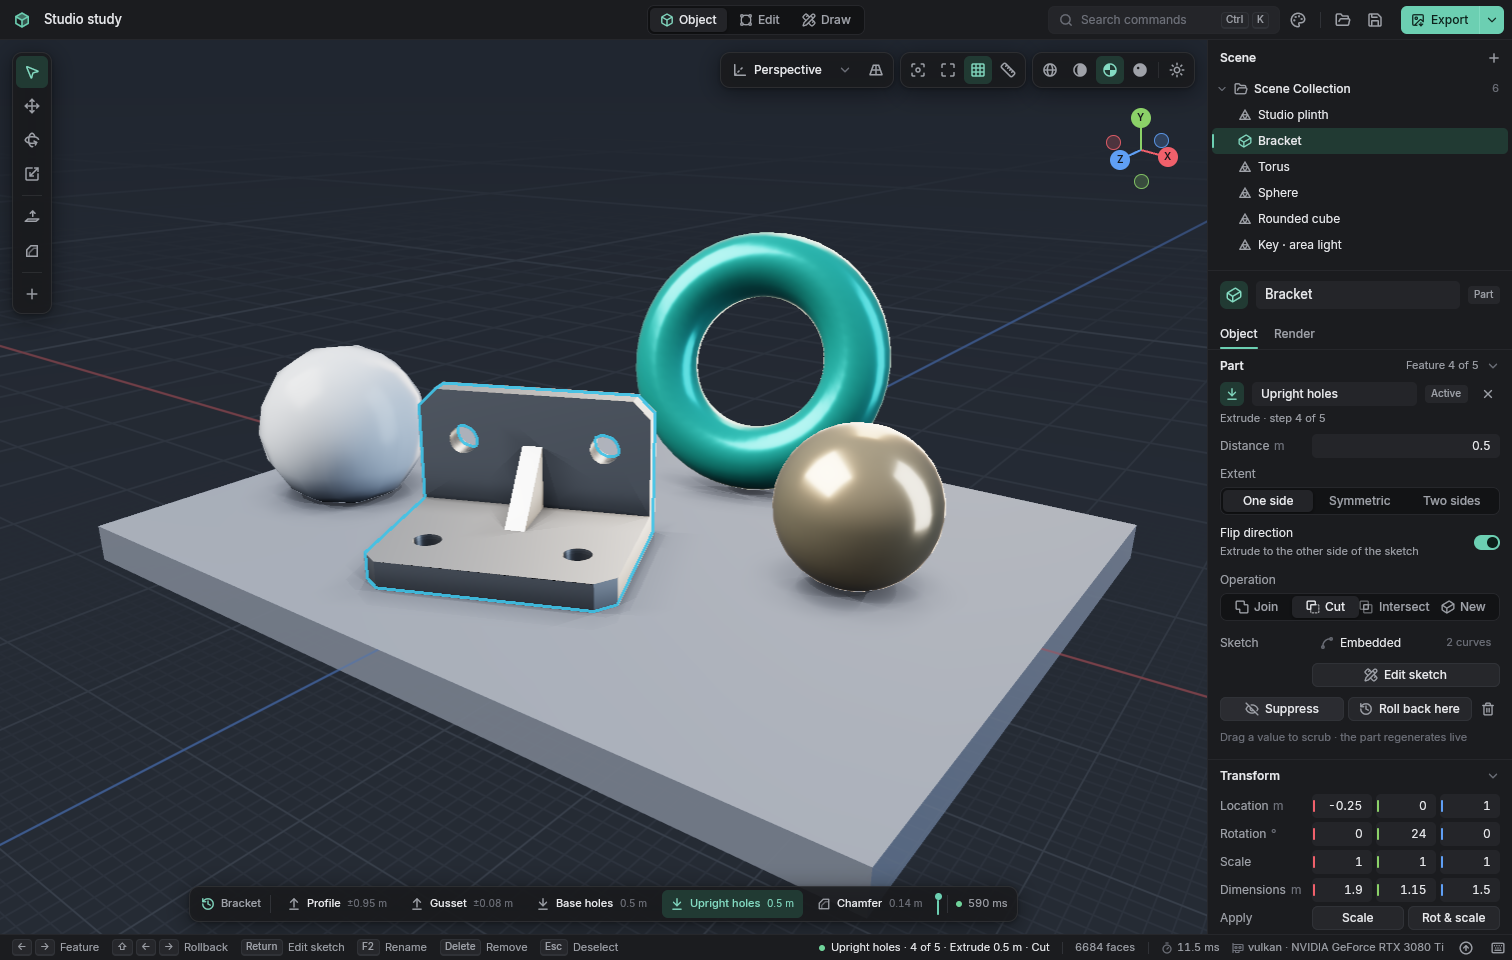 Studio study
Object
Edit
Draw
Search commands
Ctrl
K
Export
Perspective
Y
Z
X
Scene
Scene Collection
6
Studio plinth
Bracket
Torus
Sphere
Rounded cube
Key · area light
Bracket
Part
Object
Render
Part
Feature 4 of 5
Upright holes
Active
Extrude · step 4 of 5
Distance m
0.5
Extent
One side
Symmetric
Two sides
Flip direction
Extrude to the other side of the sketch
Operation
Join
Cut
Intersect
New
Sketch
Embedded
2 curves
Edit sketch
Suppress
Roll back here
Drag a value to scrub · the part regenerates live
Transform
Location m
-0.25
0
1
Rotation °
0
24
0
Scale
1
1
1
Dimensions m
1.9
1.15
1.5
Apply
Scale
Rot & scale
Bracket
Profile ±0.95 m
Gusset ±0.08 m
Base holes 0.5 m
Upright holes 0.5 m
Chamfer 0.14 m
590 ms
Feature
Rollback
Return Edit sketch
F2 Rename
Delete Remove
Esc Deselect
Upright holes · 4 of 5 · Extrude 0.5 m · Cut
6684 faces
11.5 ms
vulkan · NVIDIA GeForce RTX 3080 Ti